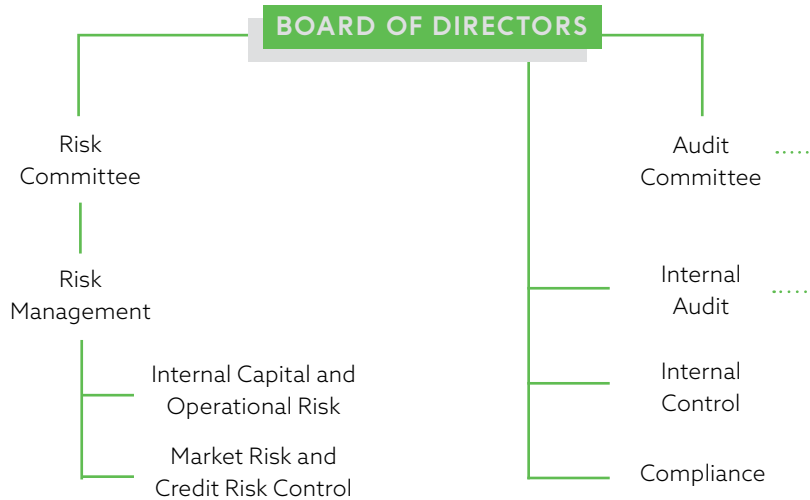 BOARD OF DIRECTORS
Risk
Committee
Audit
Committee
Risk
Management
Internal
Audit
Internal Capital and
Operational Risk
Internal
Control
Market Risk and
Credit Risk Control
Compliance